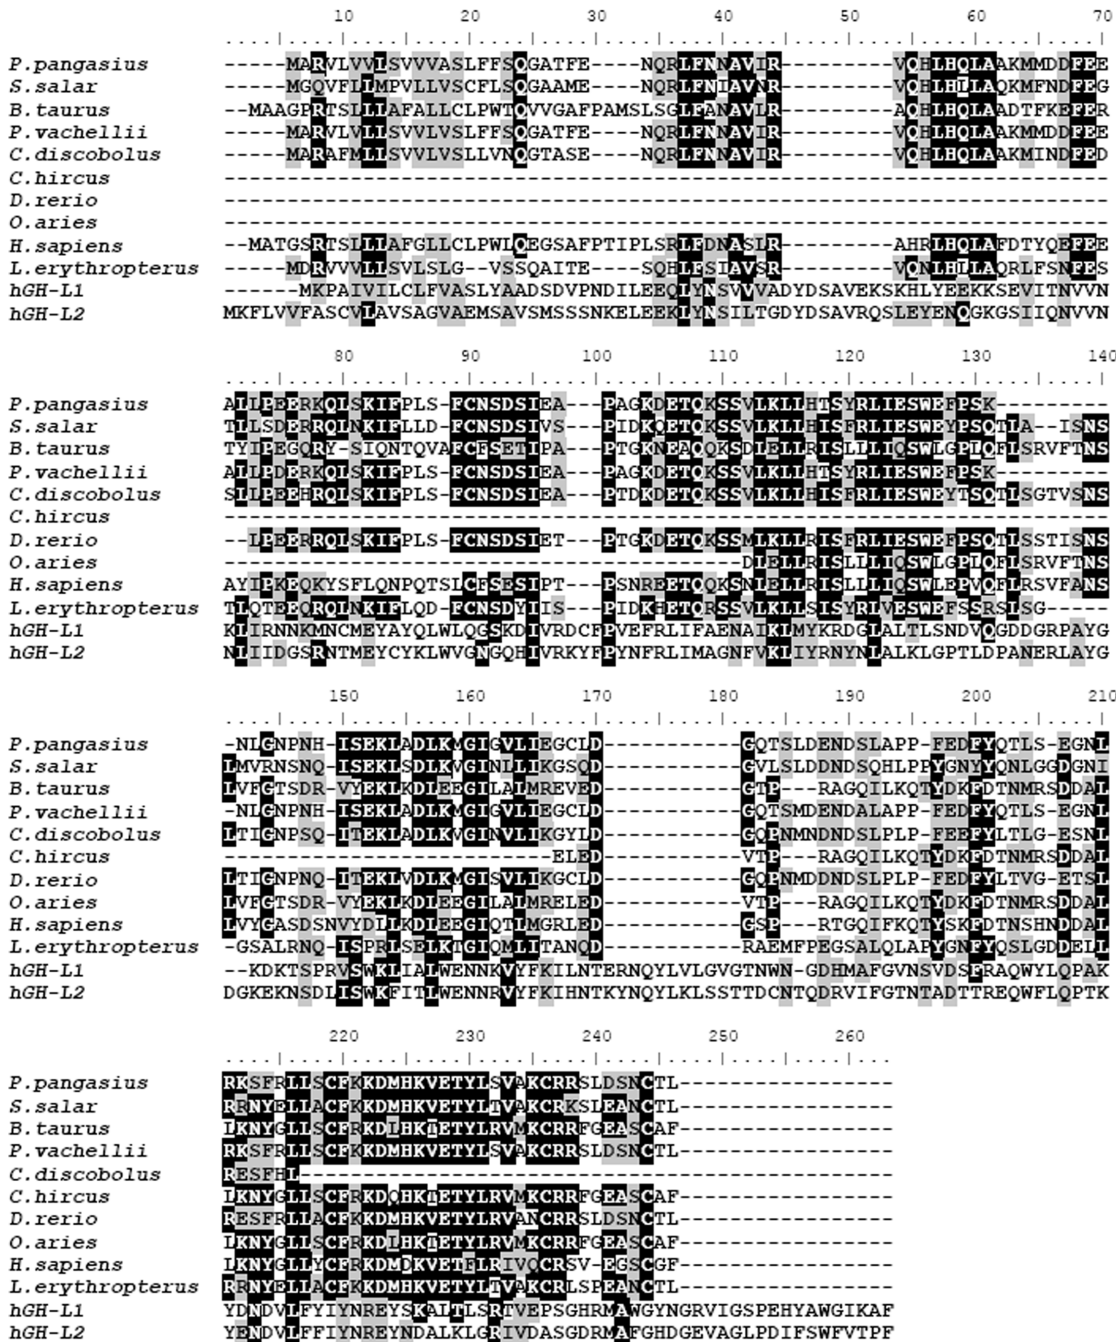 10 20 30 40 50 60 70
....|....|....|....|....|....|....|....|....|....|....|....|....|....|
P.pangasius -----MARVLVVLSVVVASLFFSQGATFE----NQRLFNNAVIR---------VQHLHQLAAKMMDDFEE
S.salar -----MGQVFLLMPVLLVSCFLSQGAAME----NQRLFNIAVNR---------VQHLHLLAQKMFNDFEG
B.taurus --MAAGPRTSLLLAFALLCLPWTQVVGAFPAMSLSGLFANAVLR---------AQHLHQLAADTFKEFER
P.vachellii -----MARVLVLLSVVLVSLFFSQGATFE----NQRLFNNAVIR---------VQHLHQLAAKMMDDFEE
C.discobolus -----MARAFMLLSVVLVSLLVNQGTASE----NQRLFNNAVIR---------VQHLHQLAAKMINDFED
C.hircus ----------------------------------------------------------------------
D.rerio ----------------------------------------------------------------------
O.aries ----------------------------------------------------------------------
H.sapiens --MATGSRTSLLLAFGLLCLPWLQEGSAFPTIPLSRLFDNASLR---------AHRLHQLAFDTYQEFEE
L.erythropterus -----MDRVVVLLSVLSLG--VSSQAITE----SQHLFSIAVSR---------VQNLHLLAQRLFSNFES
hGH-L1 ------MKPAIVILCLFVASLYAADSDVPNDILEEQLYNSVVVADYDSAVEKSKHLYEEKKSEVITNVVN
hGH-L2 MKFLVVFASCVLAVSAGVAEMSAVSMSSSNKELEEKLYNSILTGDYDSAVRQSLEYENQGKGSIIQNVVN
80 90 100 110 120 130 140
....|....|....|....|....|....|....|....|....|....|....|....|....|....|
P.pangasius ALLPEERKQLSKIFPLS-FCNSDSIEA---PAGKDETQKSSVLKLLHTSYRLIESWEFPSK---------
S.salar TLLSDERRQLNKIFLLD-FCNSDSIVS---PIDKQETQKSSVLKLLHISFRLIESWEYPSQTLA--ISNS
B.taurus TYIPEGQRY-SIQNTQVAFCFSETIPA---PTGKNEAQQKSDLELLRISLLLIQSWLGPLQFLSRVFTNS
P.vachellii ALLPDERKQLSKIFPLS-FCNSDSIEA---PAGKDETQKSSVLKLLHTSYRLIESWEFPSK---------
C.discobolus SLLPEEHRQLSKIFPLS-FCNSDSIEA---PTDKDETQKSSVLKLLHISFRLIESWEYTSQTLSGTVSNS
C.hircus ----------------------------------------------------------------------
D.rerio --LPEERRQLSKIFPLS-FCNSDSIET---PTGKDETQKSSMLKLLRISFRLIESWEFPSQTLSSTISNS
O.aries -----------------------------------------DLELLRISLLLIQSWLGPLQFLSRVFTNS
H.sapiens AYIPKEQKYSFLQNPQTSLCFSESIPT---PSNREETQQKSNLELLRISLLLIQSWLEPVQFLRSVFANS
L.erythropterus TLQTEEQRQLNKIFLQD-FCNSDYIIS---PIDKHETQRSSVLKLLSISYRLVESWEFSSRSLSG-----
hGH-L1 KLIRNNKMNCMEYAYQLWLQGSKDIVRDCFPVEFRLIFAENAIKLMYKRDGLALTLSNDVQGDDGRPAYG
hGH-L2 NLIIDGSRNTMEYCYKLWVGNGQHIVRKYFPYNFRLIMAGNFVKLIYRNYNLALKLGPTLDPANERLAYG
150 160 170 180 190 200 210
....|....|....|....|....|....|....|....|....|....|....|....|....|....|
P.pangasius -NLGNPNH-ISEKLADLKMGIGVLIEGCLD-----------GQTSLDENDSLAPP-FEDFYQTLS-EGNL
S.salar LMVRNSNQ-ISEKLSDLKVGINLLIKGSQD-----------GVLSLDDNDSQHLPPYGNYYQNLGGDGNI
B.taurus LVFGTSDR-VYEKLKDLEEGILALMREVED-----------GTP---RAGQILKQTYDKFDTNMRSDDAL
P.vachellii -NLGNPNH-ISEKLADLKMGIGVLIEGCLD-----------GQTSMDENDALAPP-FEDFYQTLS-EGNL
C.discobolus LTIGNPSQ-ITEKLADLKVGINVLIKGYLD-----------GQPNMNDNDSLPLP-FEEFYLTLG-ESNL
C.hircus --------------------------ELED-----------VTP---RAGQILKQTYDKFDTNMRSDDAL
D.rerio LTIGNPNQ-ITEKLVDLKMGISVLIKGCLD-----------GQPNMDDNDSLPLP-FEDFYLTVG-ETSL
O.aries LVFGTSDR-VYEKLKDLEEGILALMRELED-----------VTP---RAGQILKQTYDKFDTNMRSDDAL
H.sapiens LVYGASDSNVYDLLKDLEEGIQTLMGRLED-----------GSP---RTGQIFKQTYSKFDTNSHNDDAL
L.erythropterus -GSALRNQ-ISPRLSELKTGIQMLITANQD-----------RAEMFPEGSALQLAPYGNFYQSLGDDELL
hGH-L1 --KDKTSPRVSWKLIALWENNKVYFKILNTERNQYLVLGVGTNWN-GDHMAFGVNSVDSFRAQWYLQPAK
hGH-L2 DGKEKNSDLISWKFITLWENNRVYFKIHNTKYNQYLKLSSTTDCNTQDRVIFGTNTADTTREQWFLQPTK
220 230 240 250 260
....|....|....|....|....|....|....|....|....|....|...
P.pangasius RKSFRLLSCFKKDMHKVETYLSVAKCRRSLDSNCTL-----------------
S.salar RRNYELLACFKKDMHKVETYLTVAKCRKSLEANCTL-----------------
B.taurus LKNYGLLSCFRKDLHKTETYLRVMKCRRFGEASCAF-----------------
P.vachellii RKSFRLLSCFKKDMHKVETYLSVAKCRRSLDSNCTL-----------------
C.discobolus RESFHL-----------------------------------------------
C.hircus LKNYGLLSCFRKDQHKTETYLRVMKCRRFGEASCAF-----------------
D.rerio RESFRLLACFKKDMHKVETYLRVANCRRSLDSNCTL-----------------
O.aries LKNYGLLSCFRKDLHKTETYLRVMKCRRFGEASCAF-----------------
H.sapiens LKNYGLLYCFRKDMDKVETFLRIVQCRSV-EGSCGF-----------------
L.erythropterus RRNYELLACFKKDMHKVETYLTVAKCRLSPEANCTL-----------------
hGH-L1 YDNDVLFYIYNREYSKALTLSRTVEPSGHRMAWGYNGRVIGSPEHYAWGIKAF
hGH-L2 YENDVLFFIYNREYNDALKLGRIVDASGDRMAFGHDGEVAGLPDIFSWFVTPF